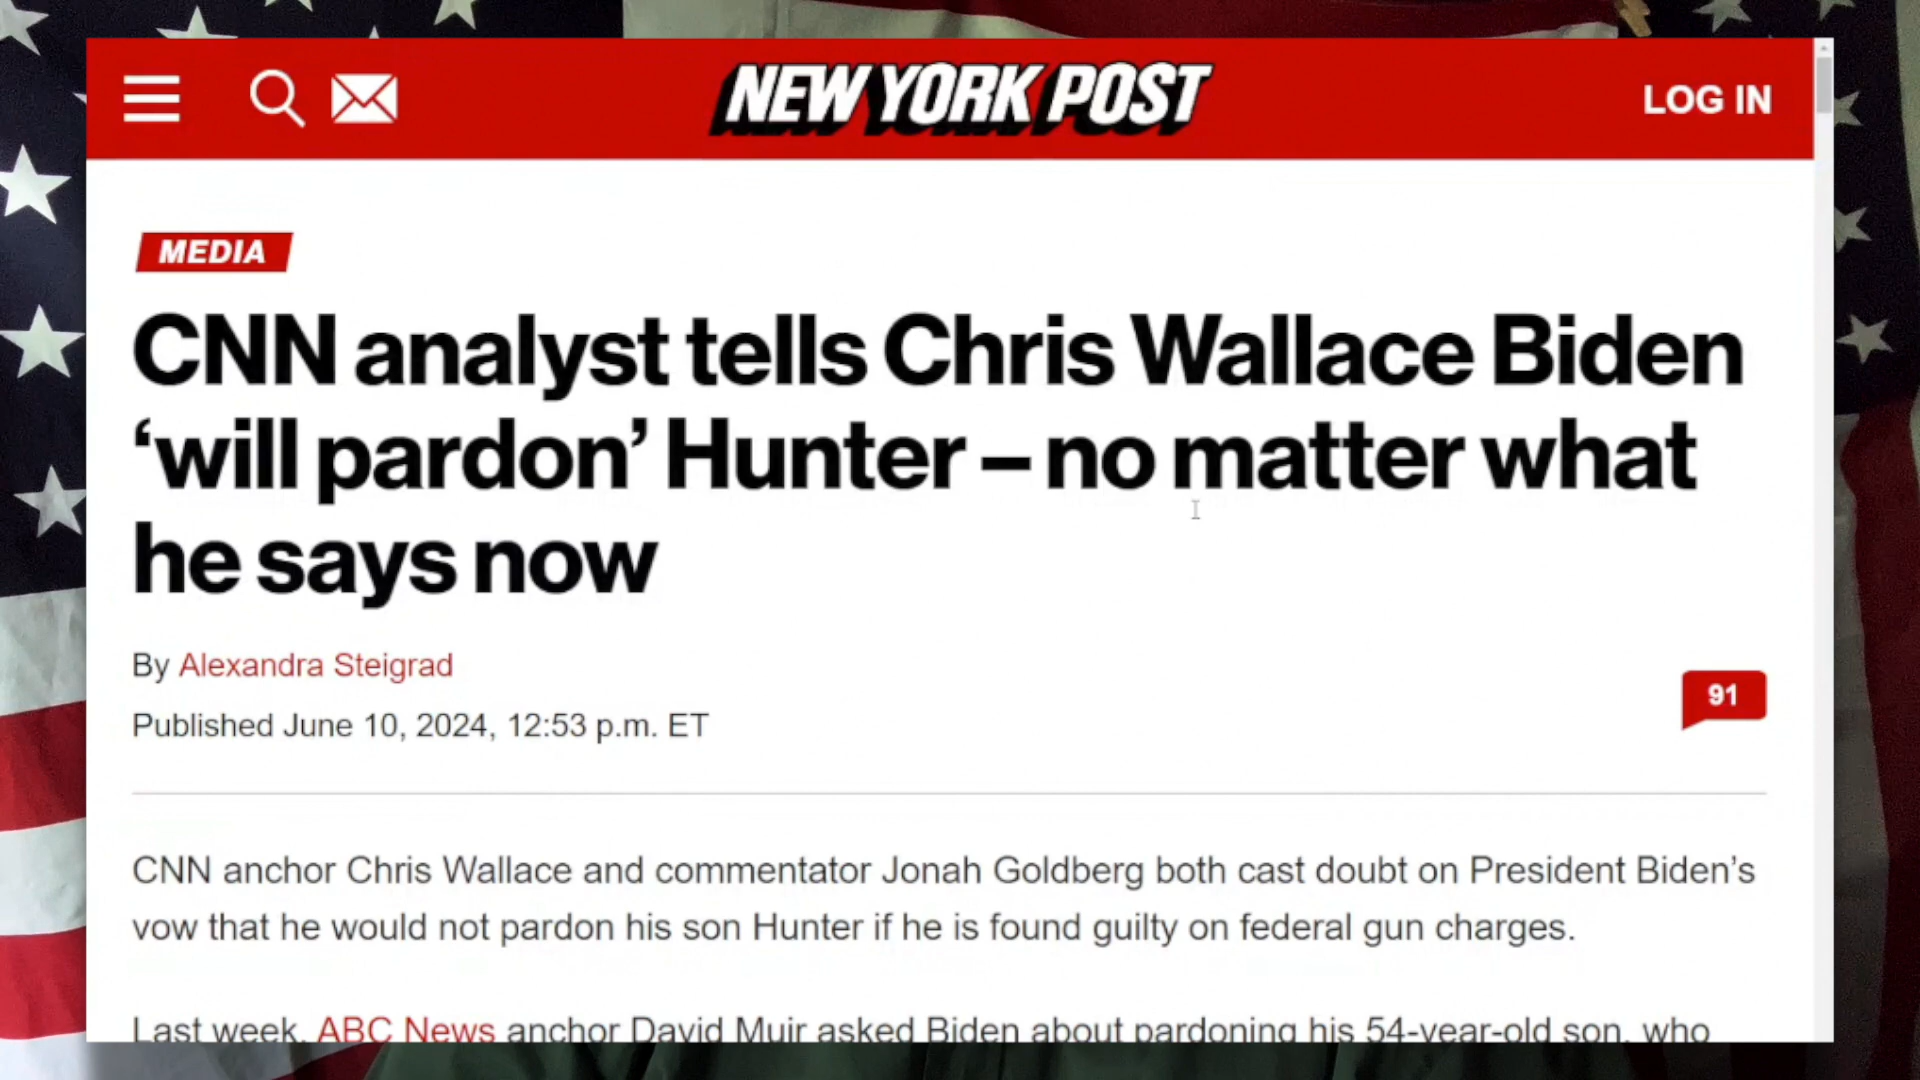 NEW YORK POST
LOG IN
MEDIA
CNN analyst tells Chris Wallace Biden
‘will pardon’ Hunter – no matter what
he says now
By Alexandra Steigrad
91
Published June 10, 2024, 12:53 p.m. ET
CNN anchor Chris Wallace and commentator Jonah Goldberg both cast doubt on President Biden’s
vow that he would not pardon his son Hunter if he is found guilty on federal gun charges.
Last week, ABC News anchor David Muir asked Biden about pardoning his 54-year-old son, who